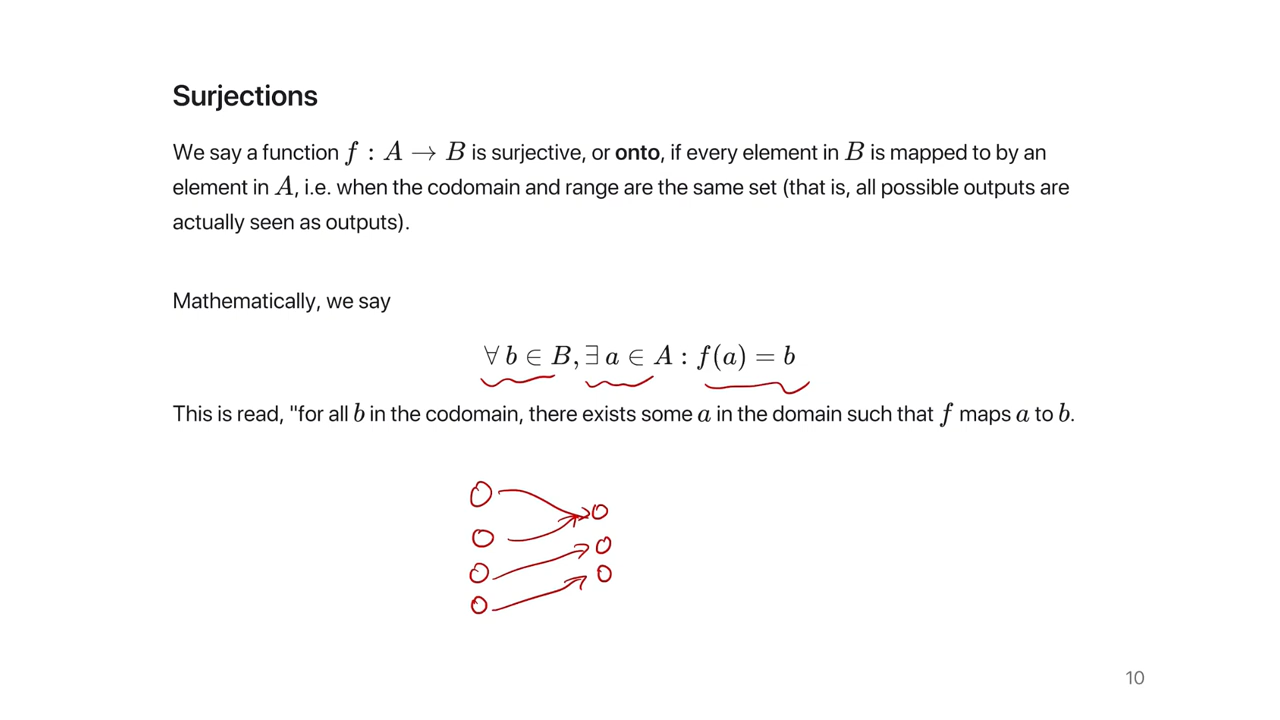 Surjections
We say a function f : A → B is surjective, or onto, if every element in B is mapped to by an
element in A, i.e. when the codomain and range are the same set (that is, all possible outputs are
actually seen as outputs).
Mathematically, we say
∀ b ∈ B, ∃ a ∈ A : f(a) = b
This is read, "for all b in the codomain, there exists some a in the domain such that f maps a to b.
10